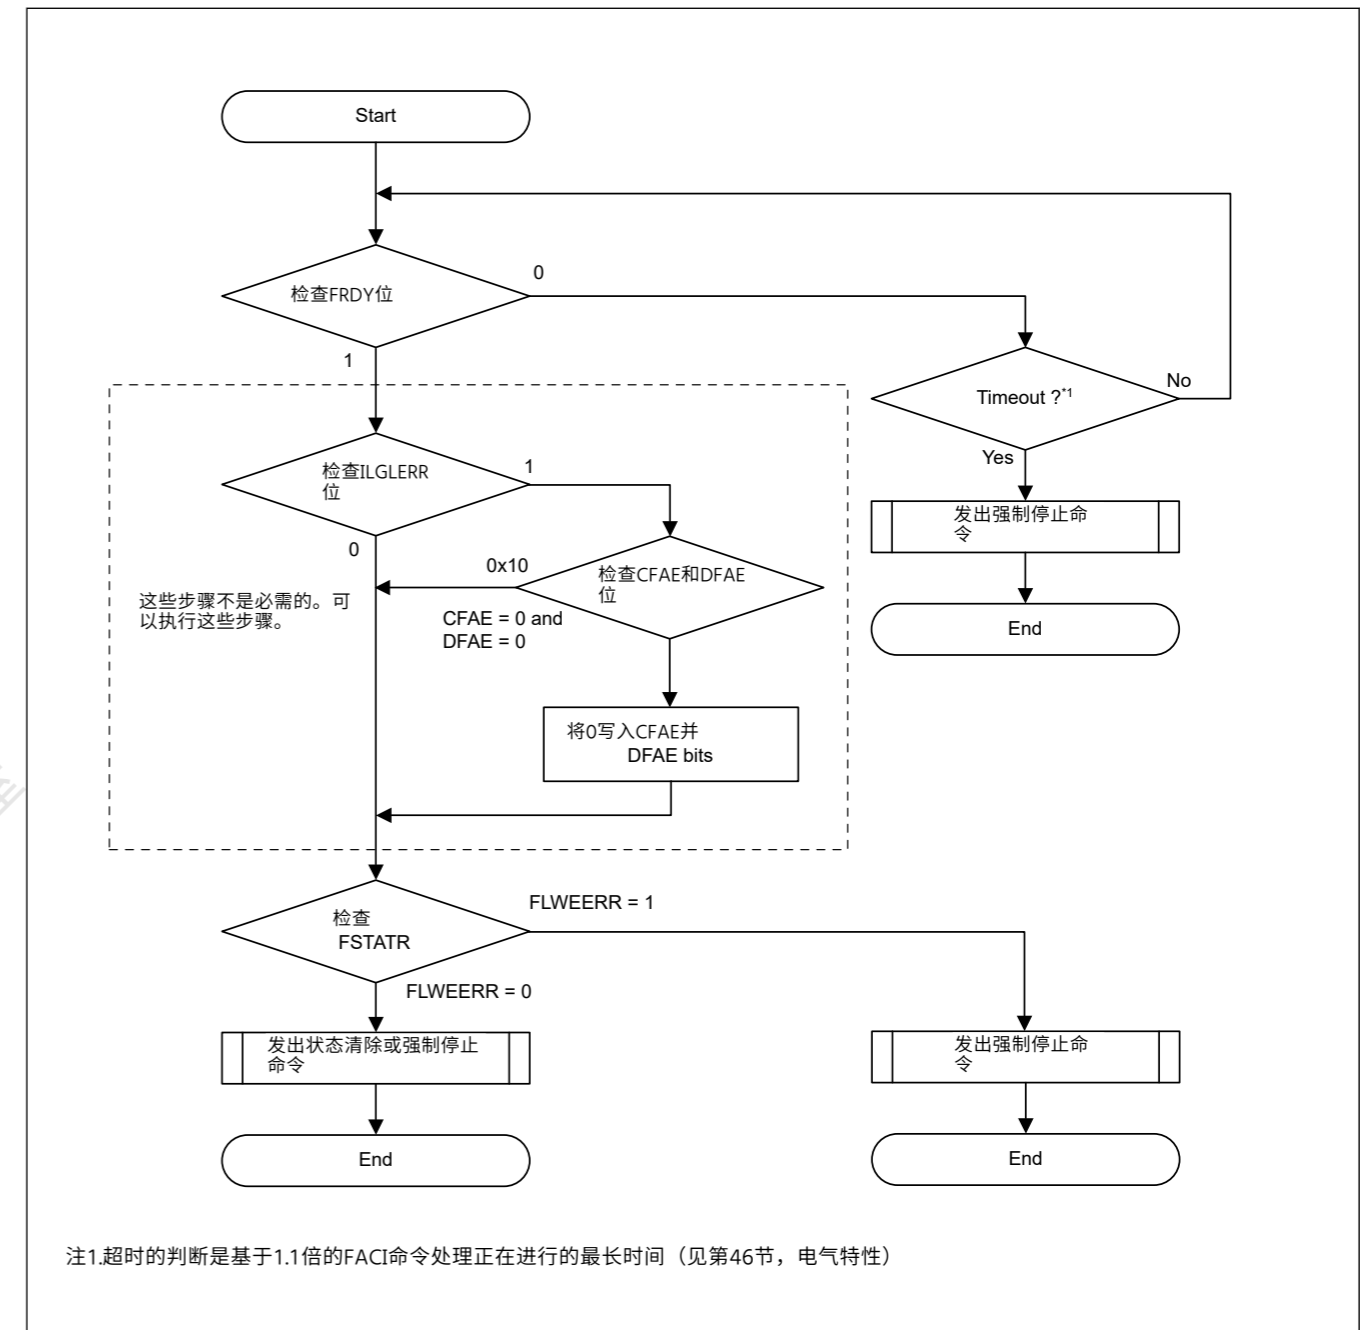 Start
检查FRDY位
0
1
Timeout ?*1
No
Yes
发出强制停止命
令
End
检查ILGLERR
位
1
0
检查CFAE和DFAE
位
0x10
CFAE = 0 and
DFAE = 0
这些步骤不是必需的。可
以执行这些步骤。
将0写入CFAE并
DFAE bits
检查
FSTATR
FLWEERR = 1
FLWEERR = 0
发出状态清除或强制停止
命令
End
发出强制停止命
令
End
注1.超时的判断是基于1.1倍的FACI命令处理正在进行的最长时间（见第46节，电气特性）